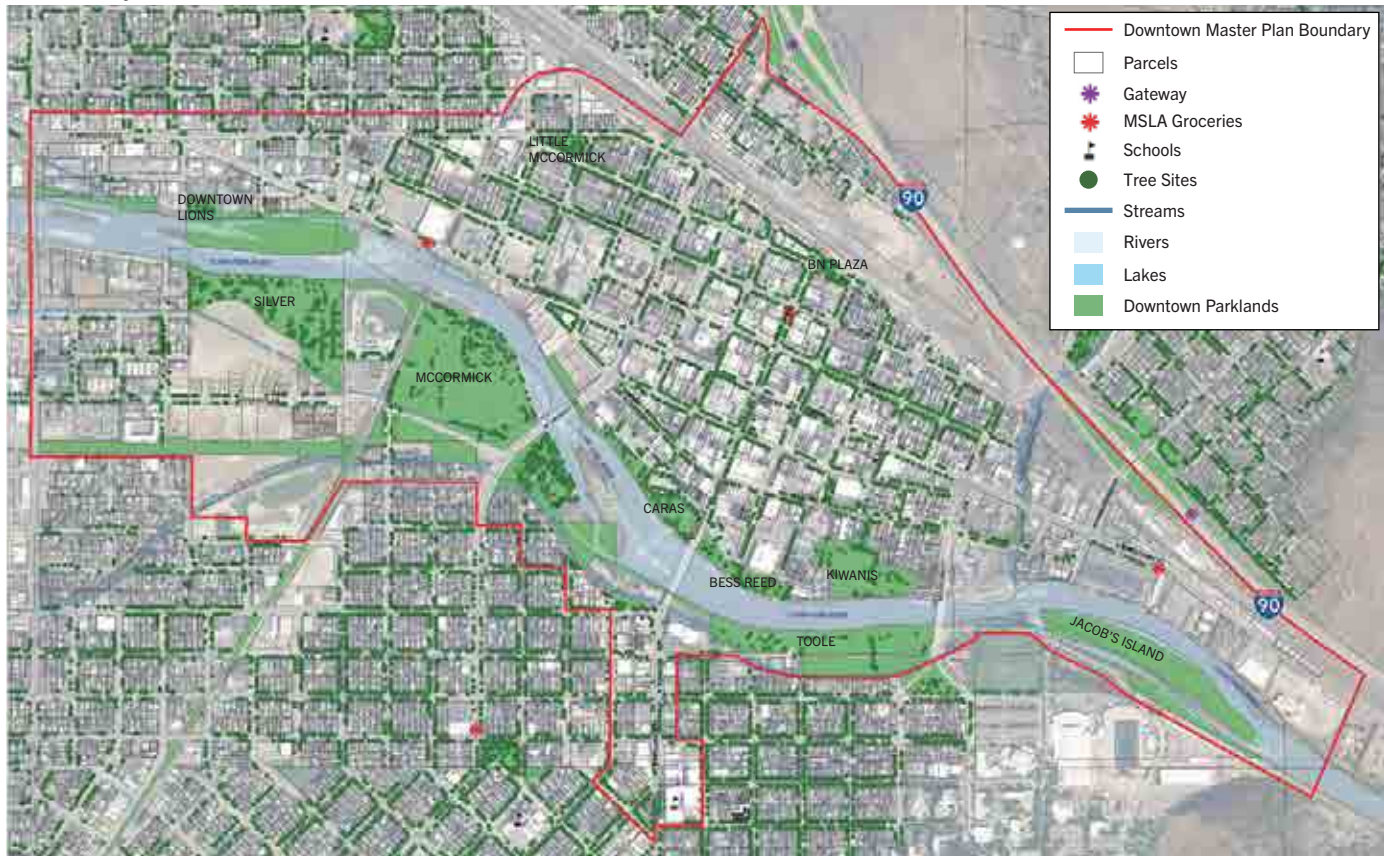 Downtown Master Plan Boundary
Parcels
Gateway
MSLA Groceries
Schools
Tree Sites
Streams
Rivers
Lakes
Downtown Parklands
LITTLE
MCCORMICK
DOWNTOWN
LIONS
90
BN PLAZA
SILVER
MCCORMICK
CARAS
BESS REED
KIWANIS
TOOLE
JACOB'S ISLAND
90